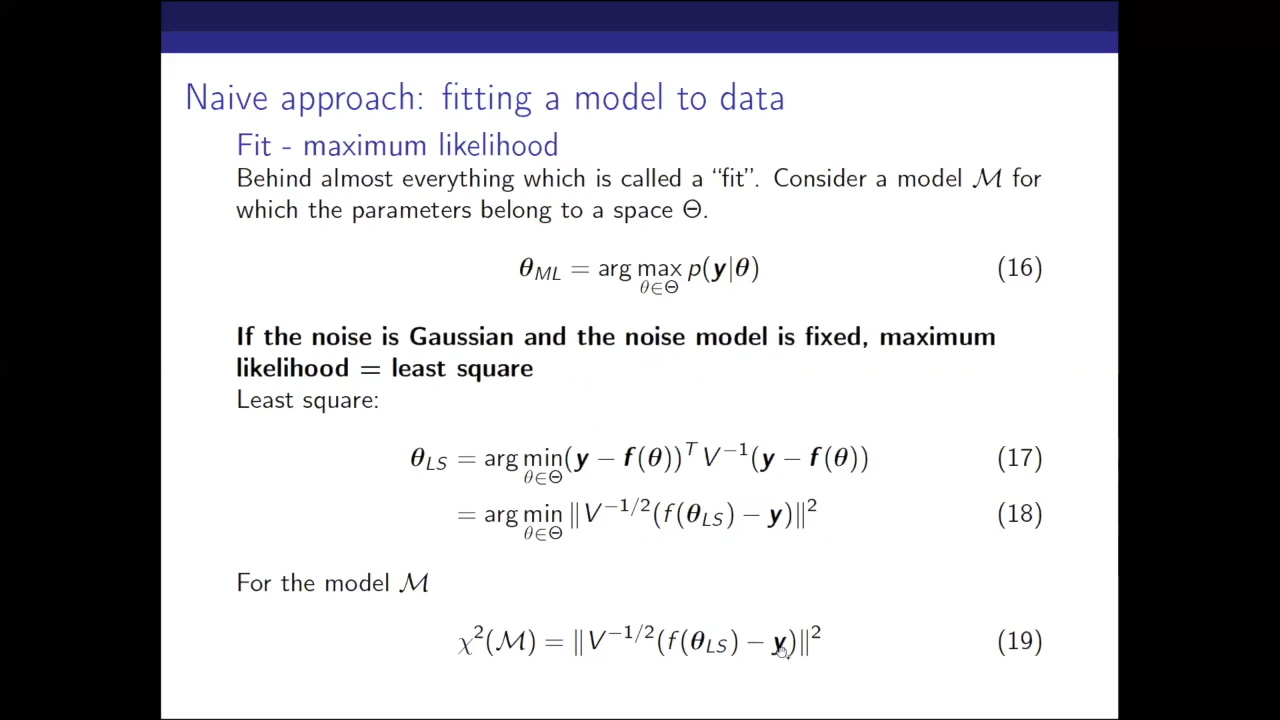 Naive approach: fitting a model to data
Fit - maximum likelihood
Behind almost everything which is called a “fit”. Consider a model ℳ for
which the parameters belong to a space Θ.
θ_ML = arg max_{θ∈Θ} p(y|θ) (16)
If the noise is Gaussian and the noise model is fixed, maximum
likelihood = least square
Least square:
θ_LS = arg min_{θ∈Θ} (y − f(θ))^T V^{−1} (y − f(θ)) (17)
= arg min_{θ∈Θ} ‖V^{−1/2}(f(θ_LS) − y)‖² (18)
For the model ℳ
χ²(ℳ) = ‖V^{−1/2}(f(θ_LS) − y)‖² (19)